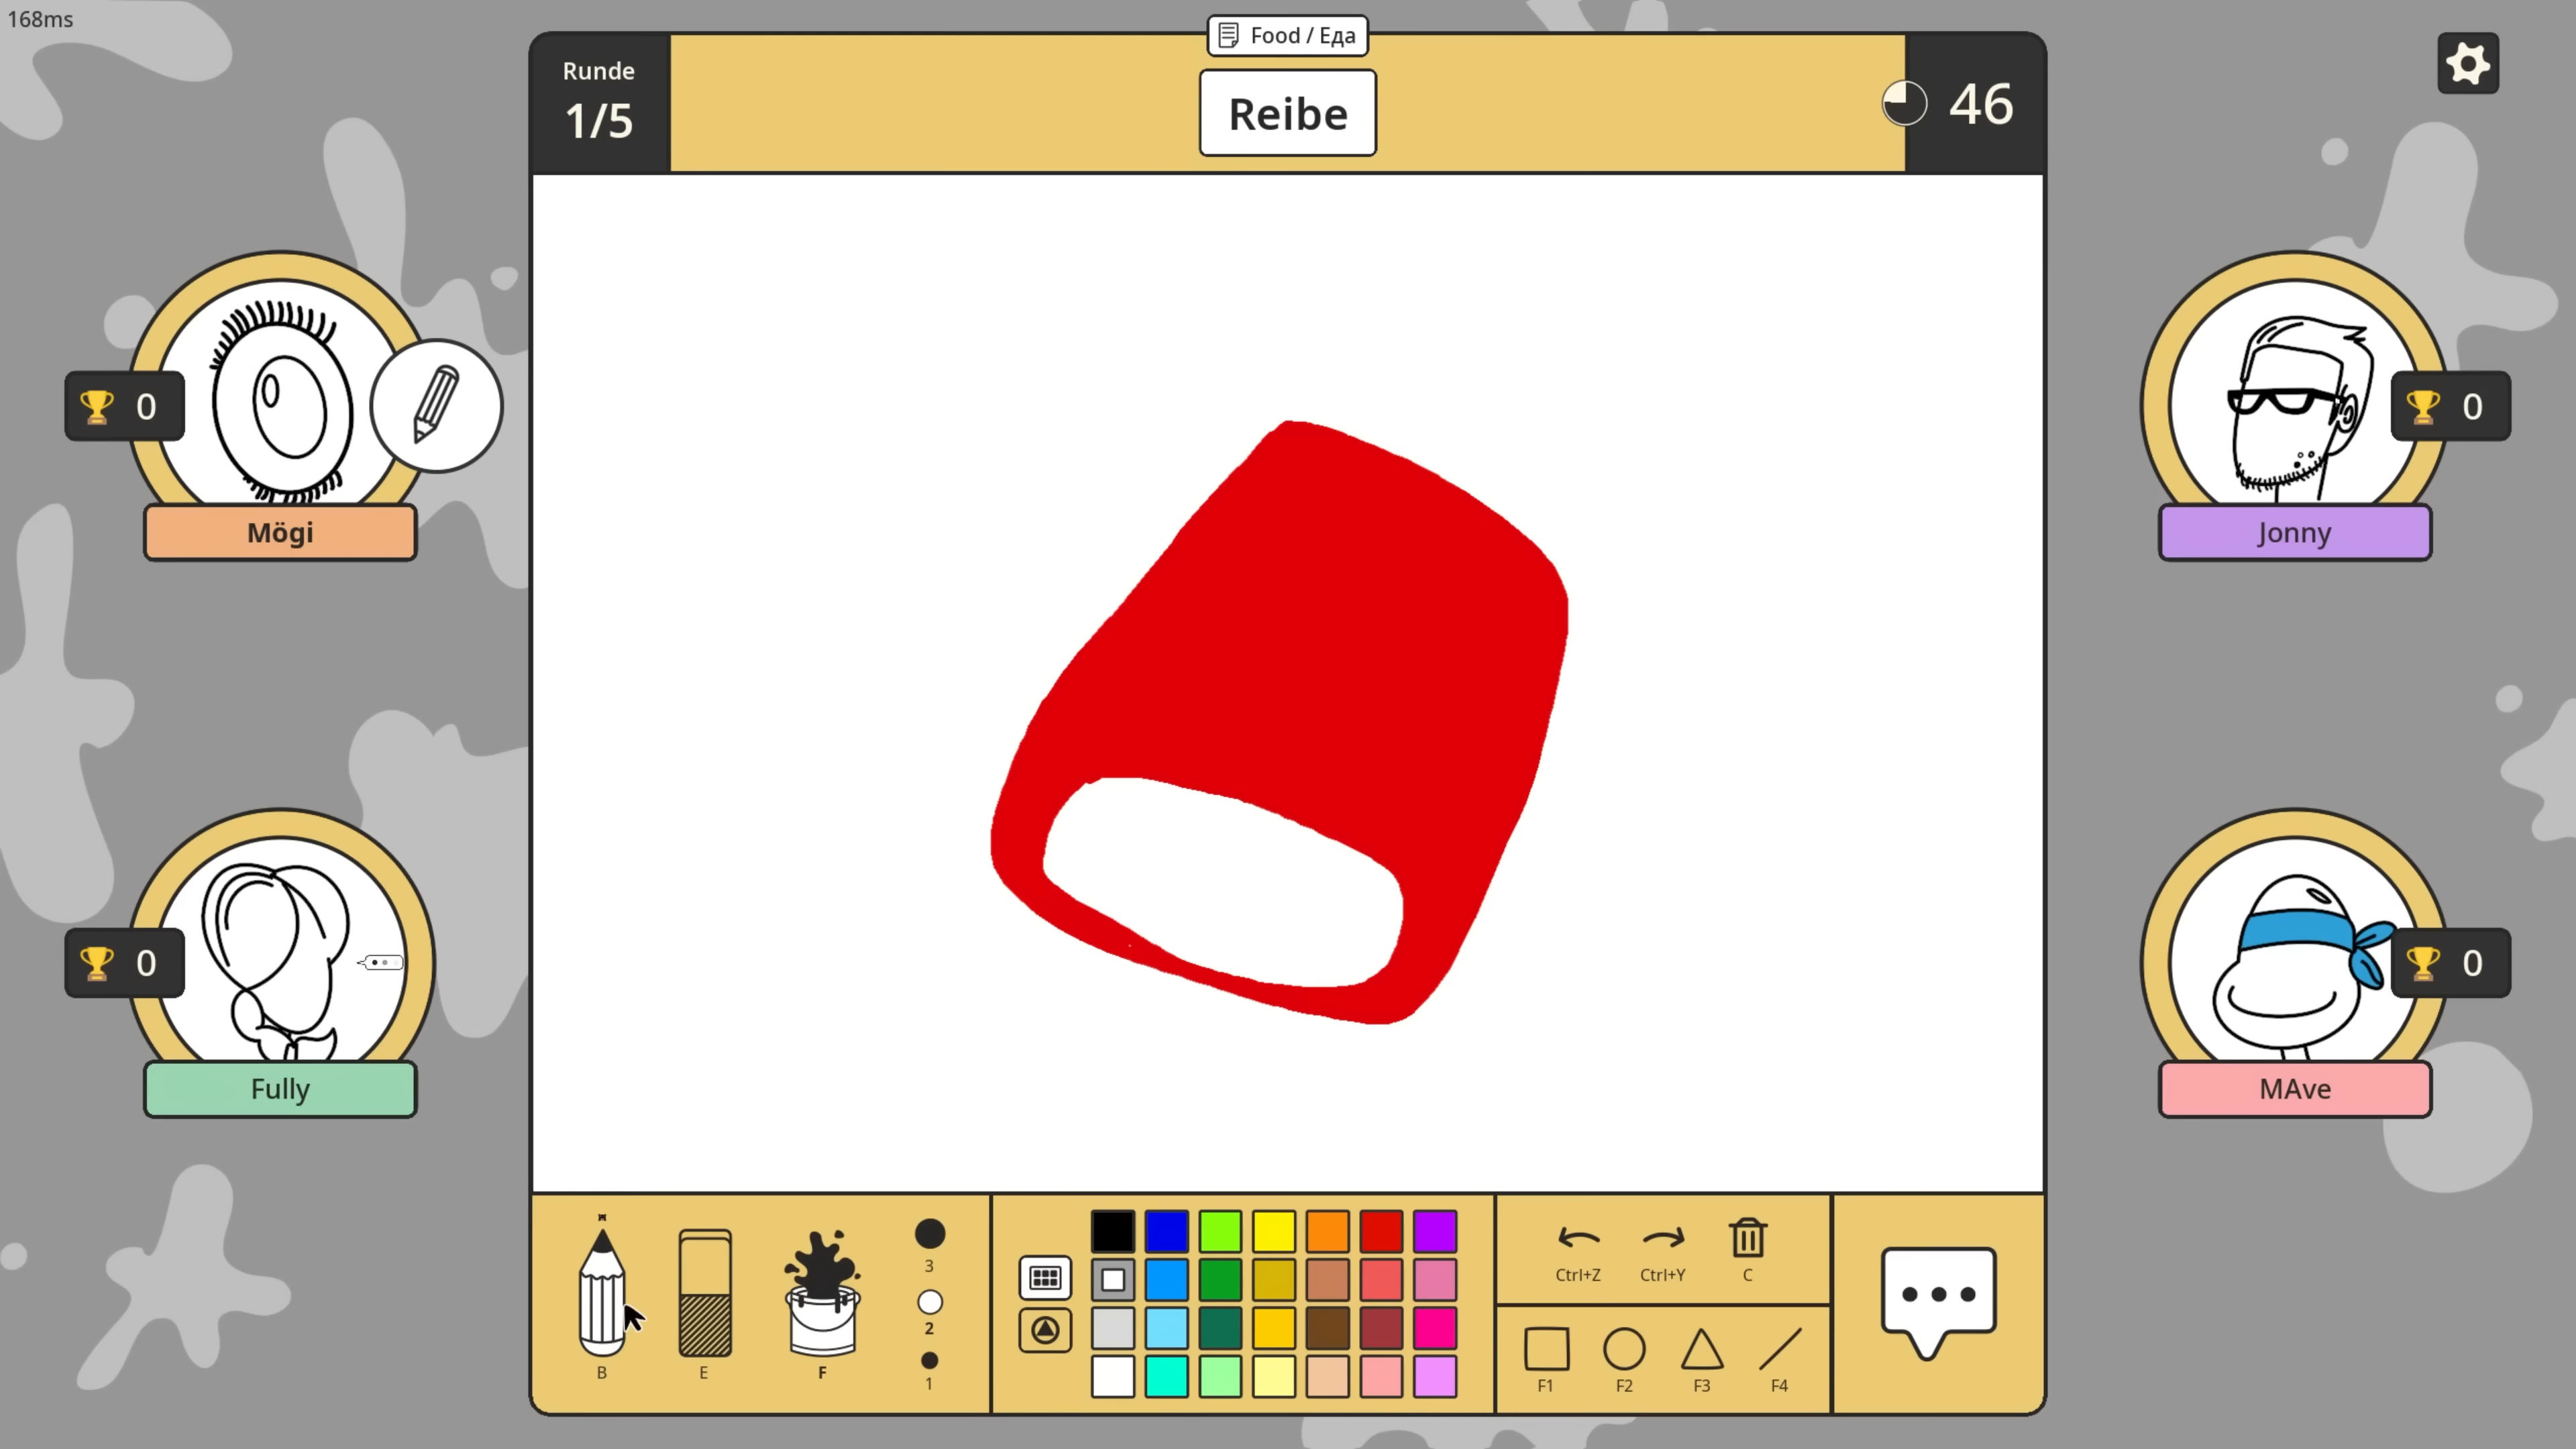 168ms
Food / Еда
Runde
1/5
Reibe
46
0
Mögi
0
Jonny
0
Fully
0
MAve
B
E
F
3
2
1
Ctrl+Z
Ctrl+Y
C
F1
F2
F3
F4